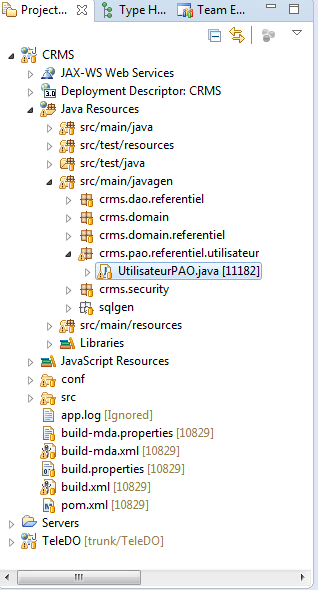 Project... Type H... Team E...
CRMS
JAX-WS Web Services
3.0 Deployment Descriptor: CRMS
Java Resources
src/main/java
src/test/resources
src/test/java
src/main/javagen
crms.dao.referentiel
crms.domain
crms.domain.referentiel
crms.pao.referentiel.utilisateur
UtilisateurPAO.java [11182]
crms.security
sqlgen
src/main/resources
Libraries
JavaScript Resources
conf
src
app.log [Ignored]
build-mda.properties [10829]
build-mda.xml [10829]
build.properties [10829]
build.xml [10829]
pom.xml [10829]
Servers
TeleDO [trunk/TeleDO]